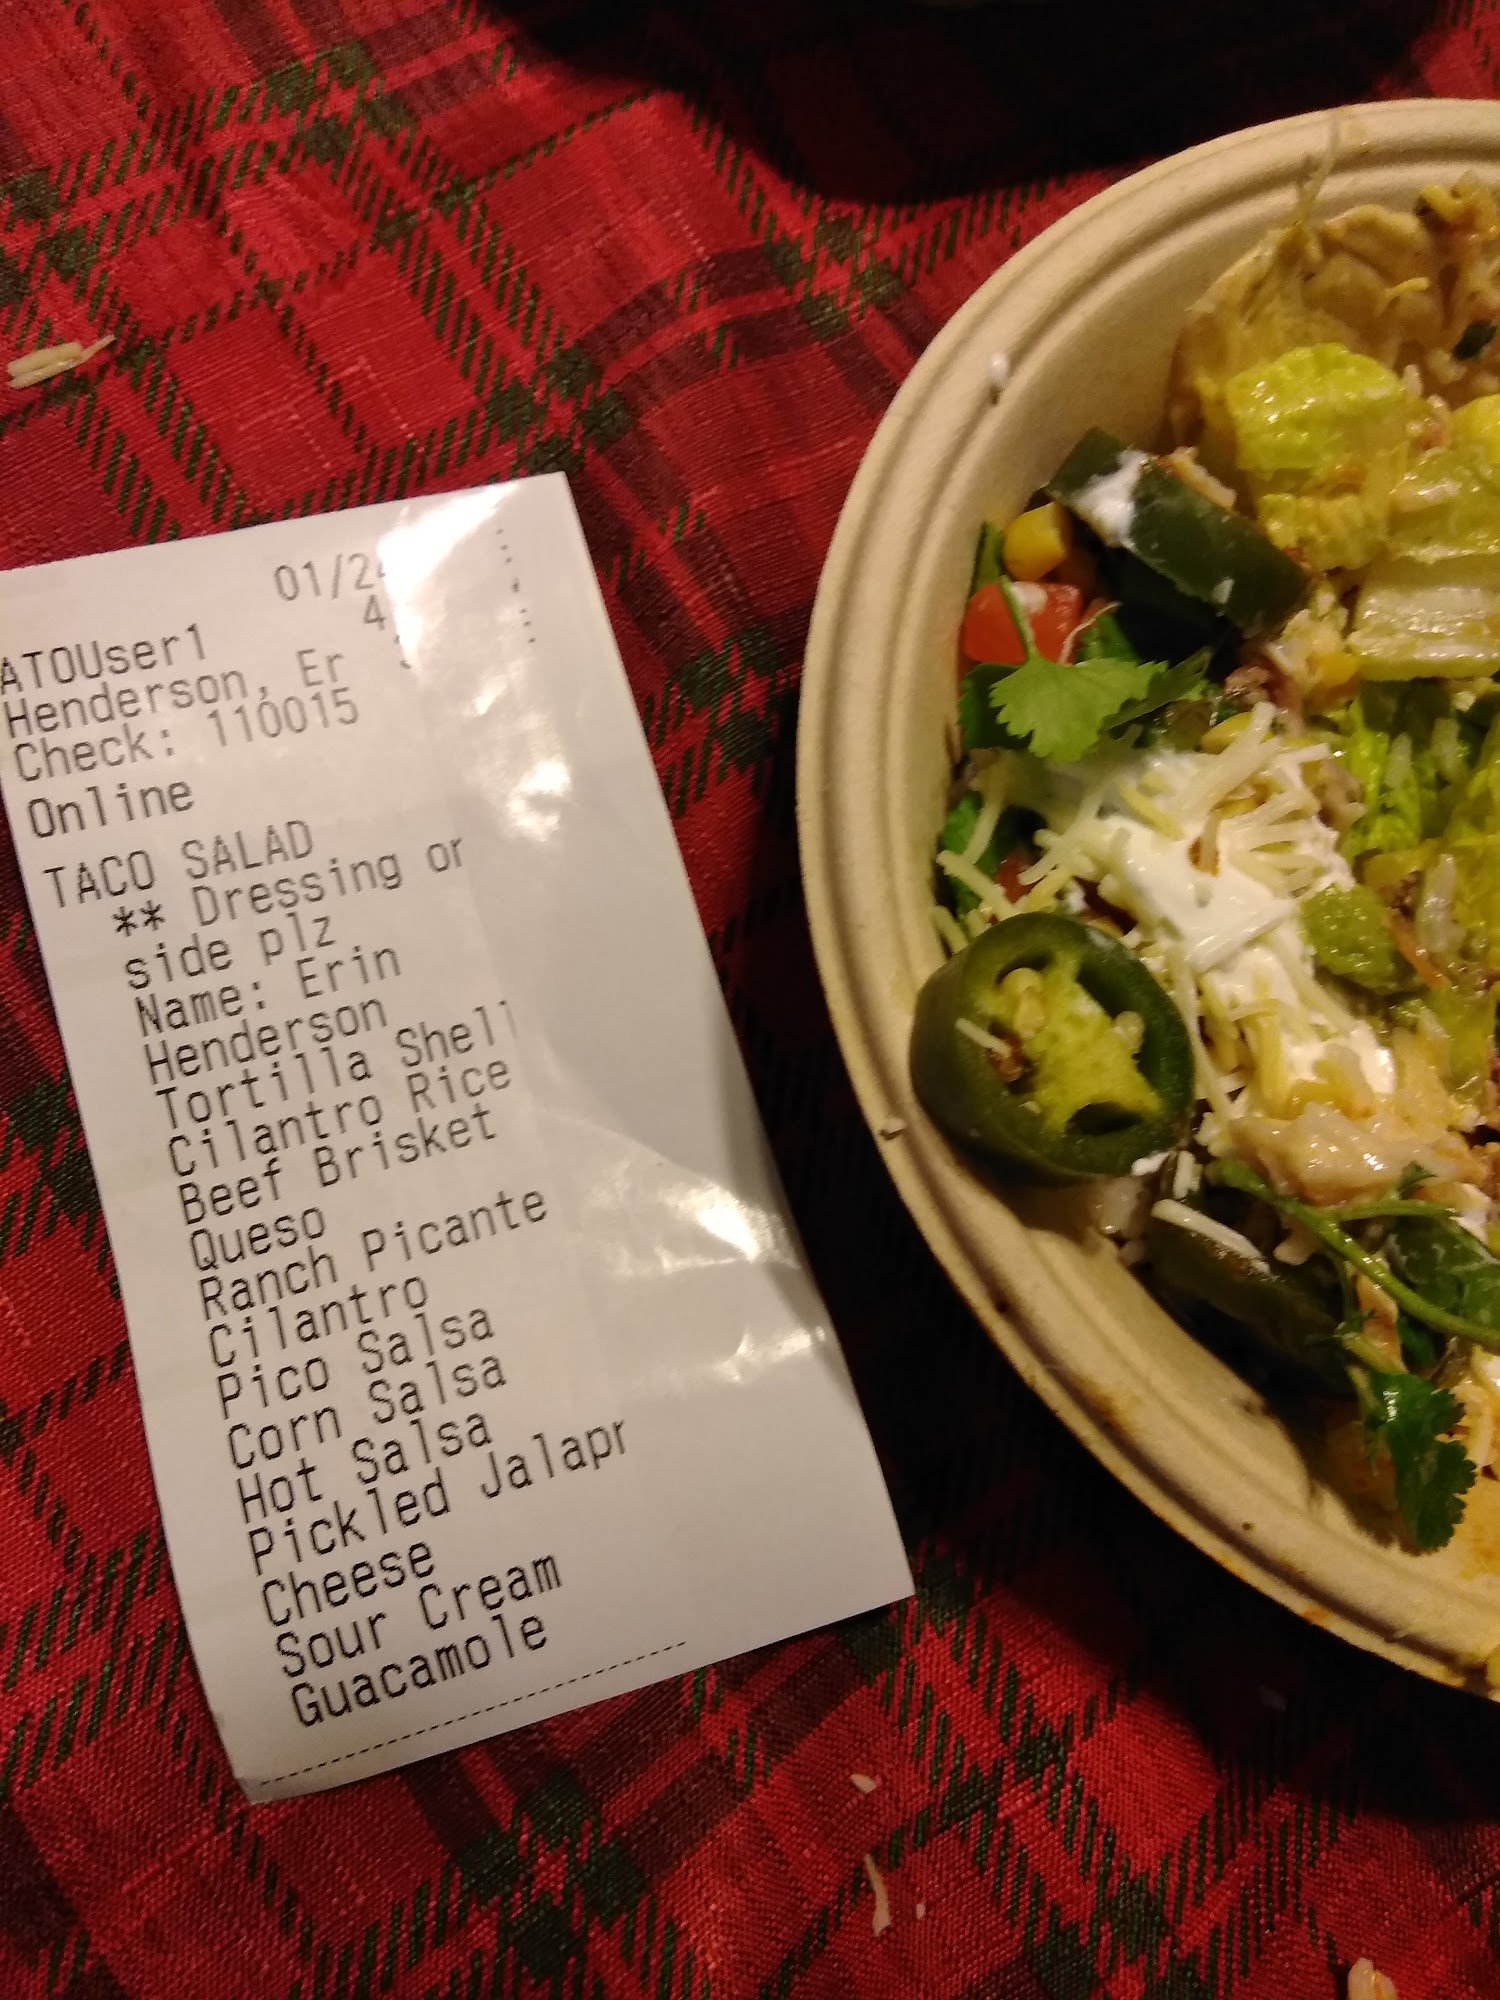 01/24
4
ATOUser1
Henderson, Er
Check: 110015
Online
TACO SALAD
** Dressing or
side plz
Name: Erin
Henderson
Tortilla Shell
Cilantro Rice
Beef Brisket
Queso
Ranch Picante
Cilantro
Pico Salsa
Corn Salsa
Hot Salsa
Pickled Jalapr
Cheese
Sour Cream
Guacamole